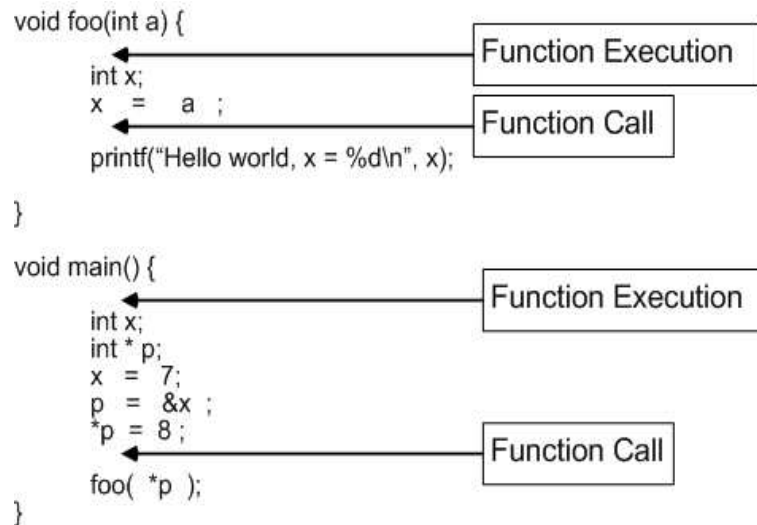 void foo(int a) {
Function Execution
int x;
x = a ;
Function Call
printf(“Hello world, x = %d\n”, x);
}
void main() {
Function Execution
int x;
int * p;
x = 7;
p = &x ;
*p = 8 ;
Function Call
foo( *p );
}